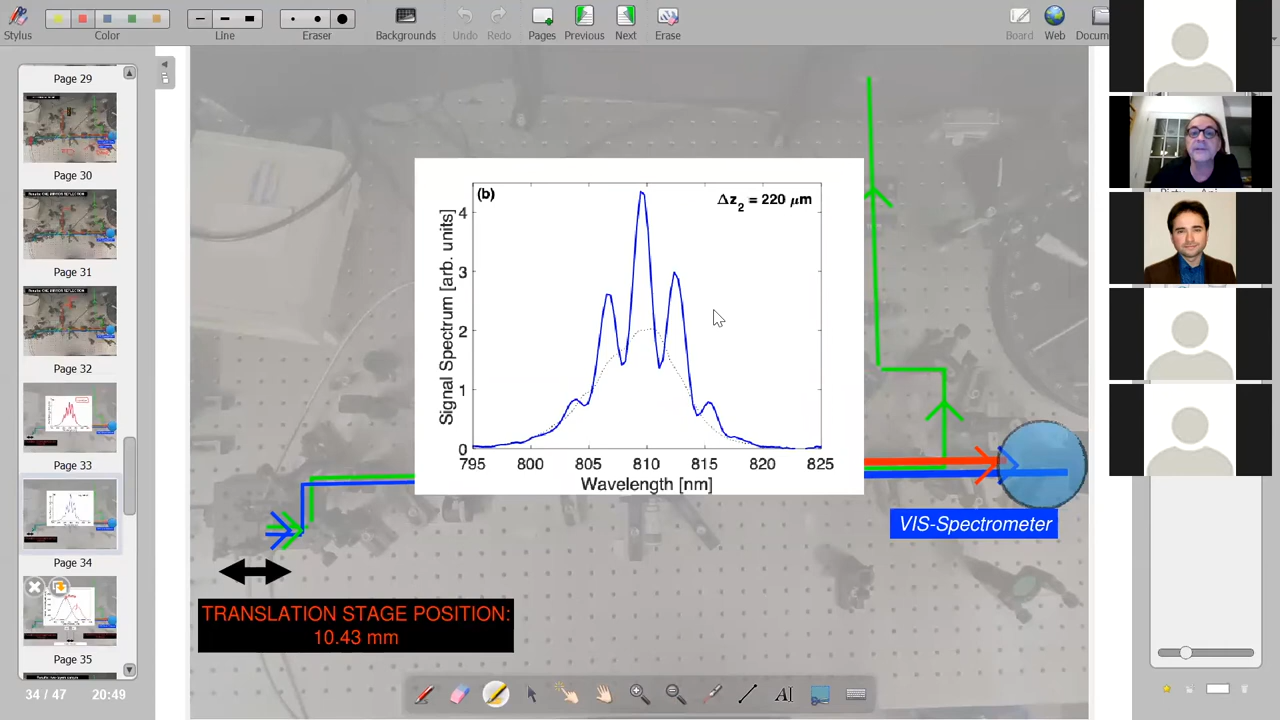 Stylus
Color
Line
Eraser
Backgrounds
Undo
Redo
Pages
Previous
Next
Erase
Board
Web
Docum
Page 29
Page 30
Page 31
Page 32
Page 33
Page 34
Page 35
34 / 47
20:49
(b)
Δz2 = 220 μm
Signal Spectrum [arb. units]
4
3
2
1
0
795 800 805 810 815 820 825
Wavelength [nm]
VIS-Spectrometer
TRANSLATION STAGE POSITION:
10.43 mm
AI